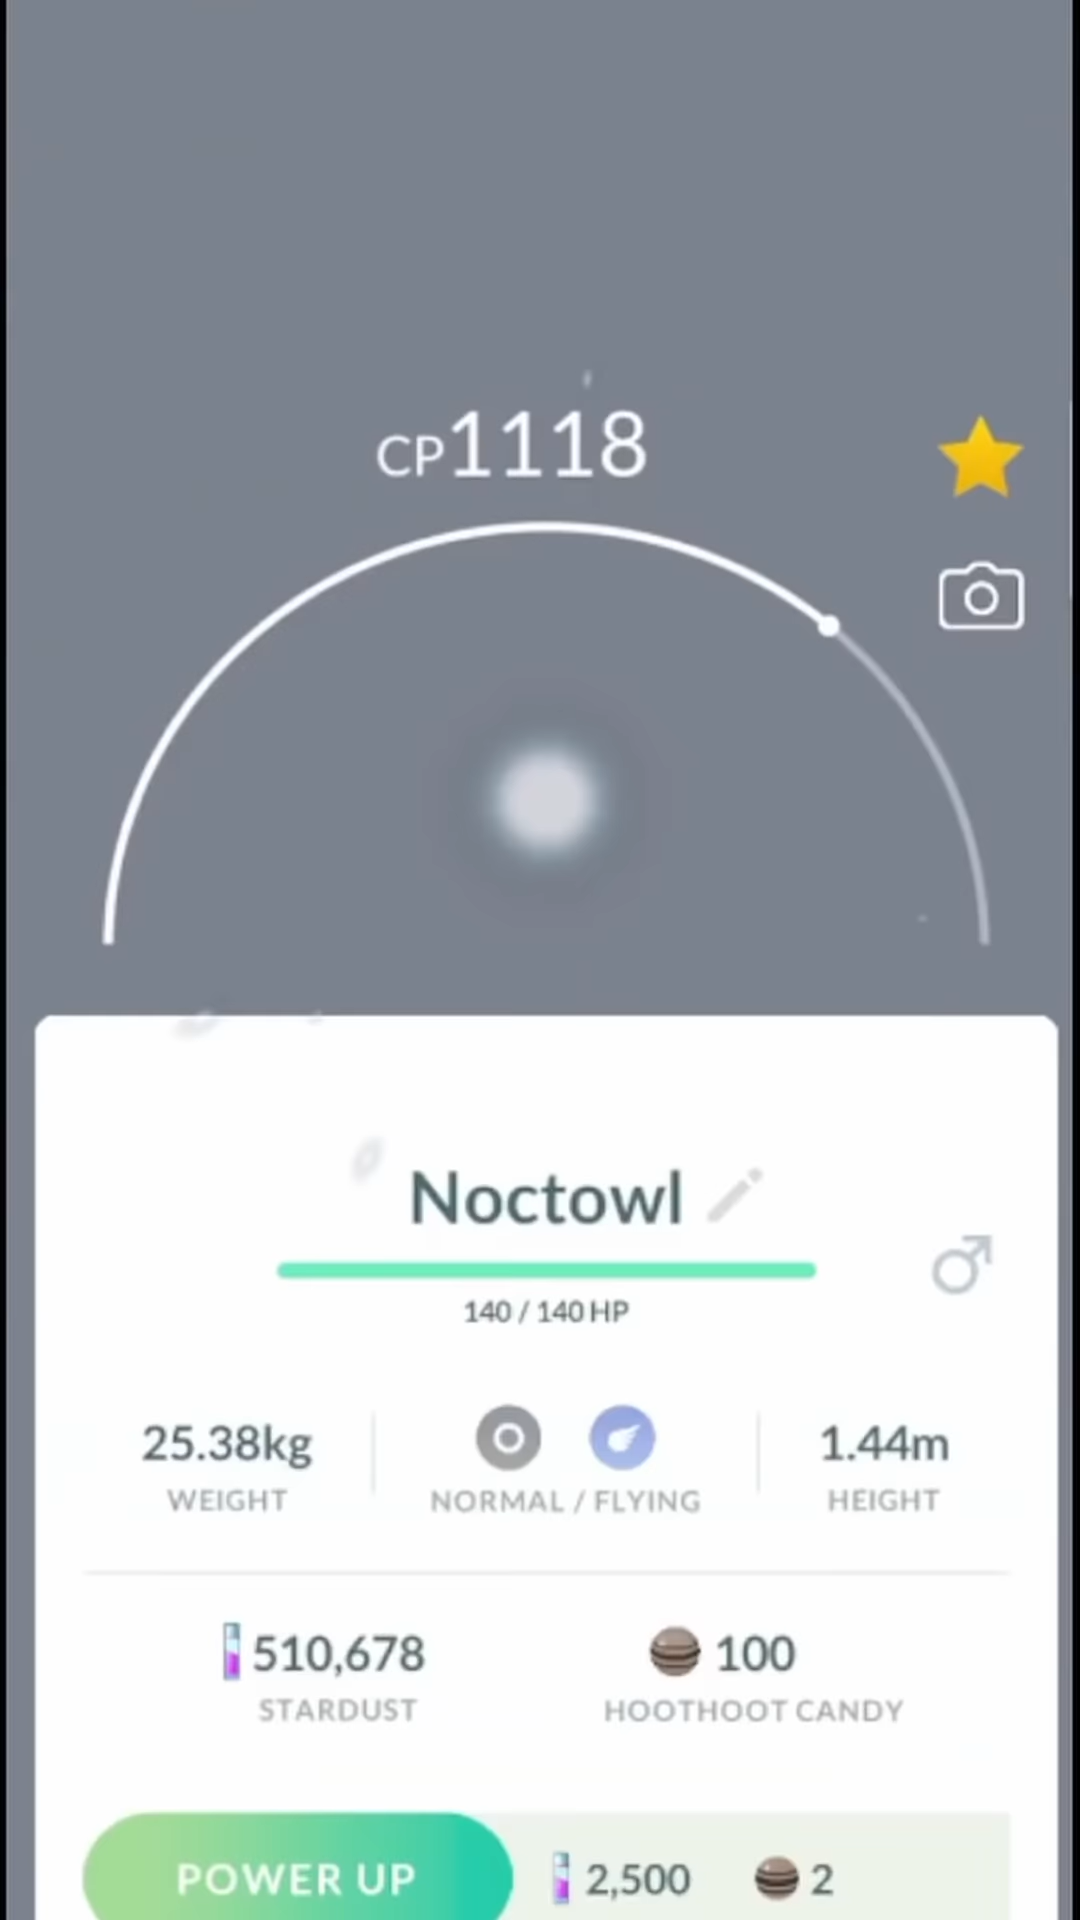 CP1118
Noctowl
140 / 140 HP
25.38kg
WEIGHT
NORMAL / FLYING
1.44m
HEIGHT
510,678
STARDUST
100
HOOTHOOT CANDY
POWER UP
2,500
2